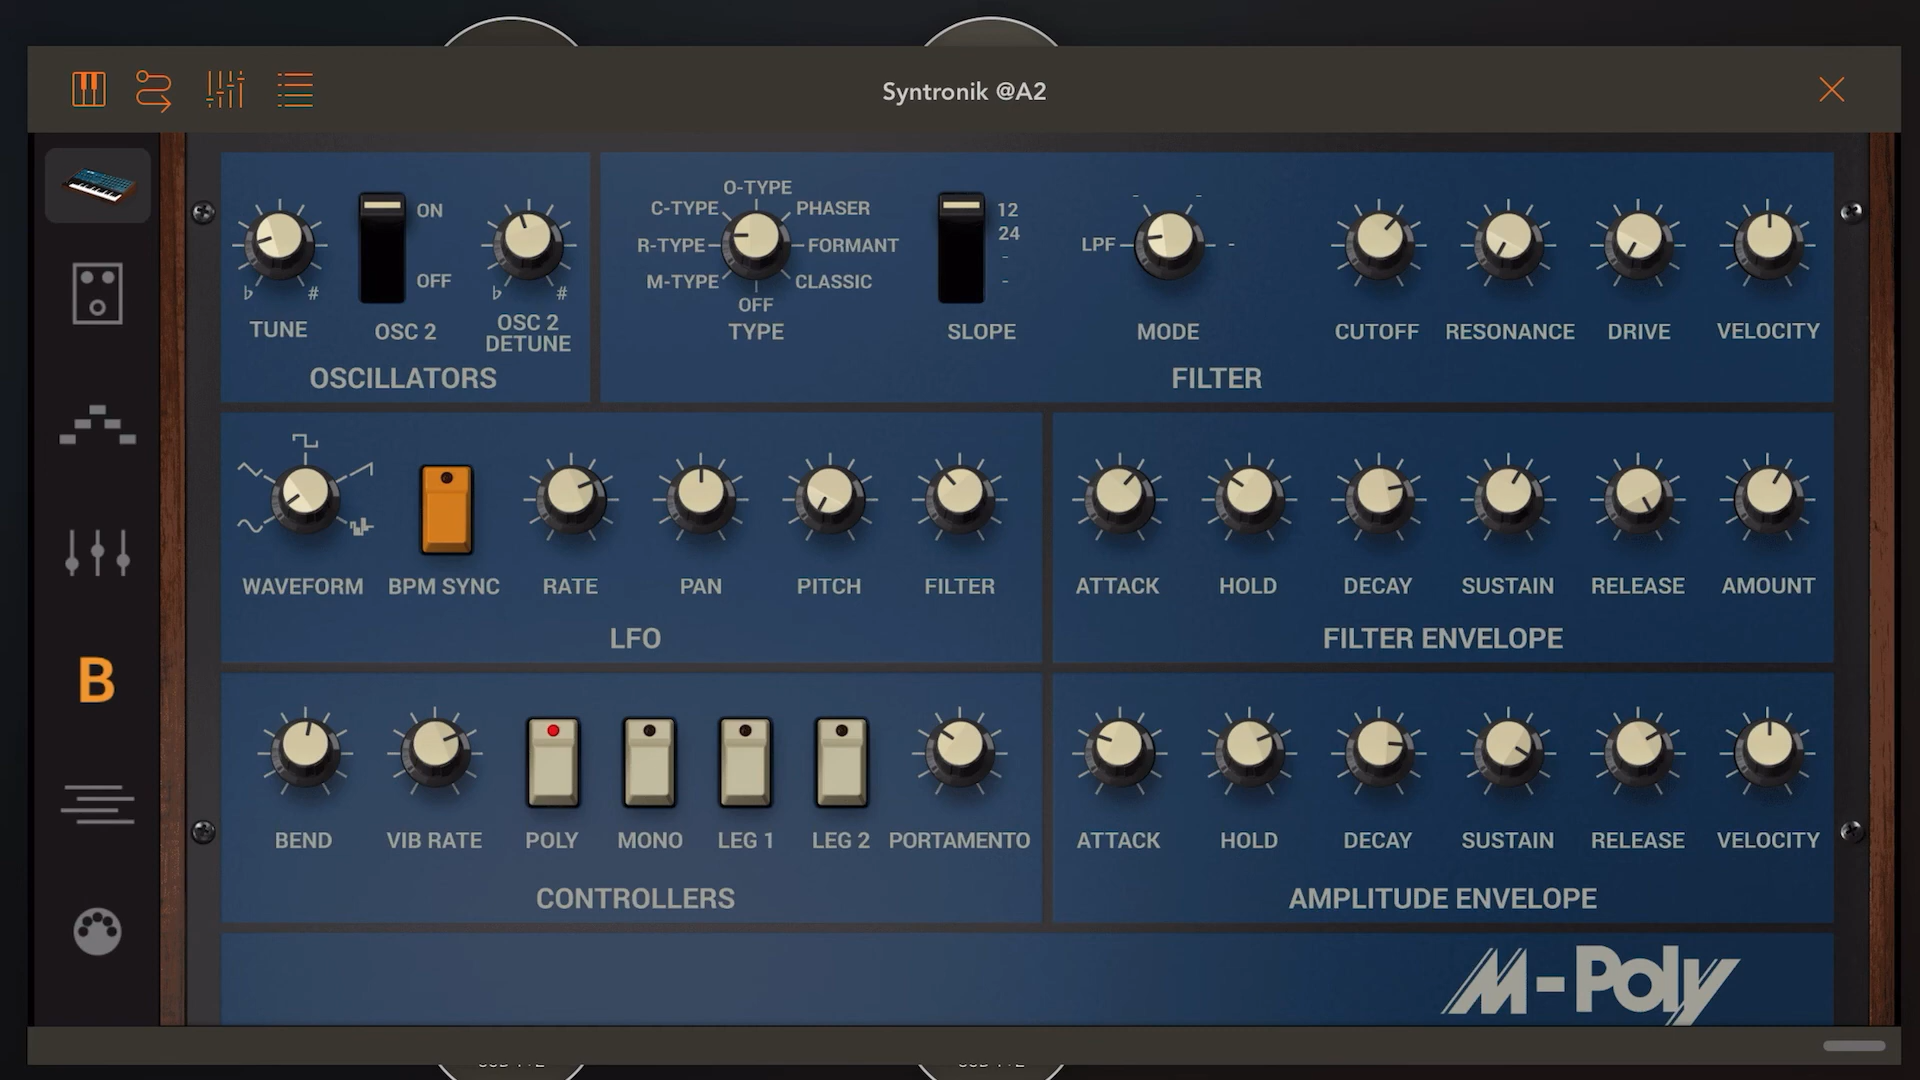 Syntronik @A2
O-TYPE
C-TYPE
PHASER
R-TYPE
FORMANT
M-TYPE
CLASSIC
OFF
TYPE
ON
OFF
♭ #
TUNE
OSC 2
♭ #
OSC 2
DETUNE
OSCILLATORS
12
24
-
-
SLOPE
LPF
-
-
-
MODE
CUTOFF
RESONANCE
DRIVE
VELOCITY
FILTER
WAVEFORM
BPM SYNC
RATE
PAN
PITCH
FILTER
LFO
ATTACK
HOLD
DECAY
SUSTAIN
RELEASE
AMOUNT
FILTER ENVELOPE
B
BEND
VIB RATE
POLY
MONO
LEG 1
LEG 2
PORTAMENTO
CONTROLLERS
ATTACK
HOLD
DECAY
SUSTAIN
RELEASE
VELOCITY
AMPLITUDE ENVELOPE
M-Poly